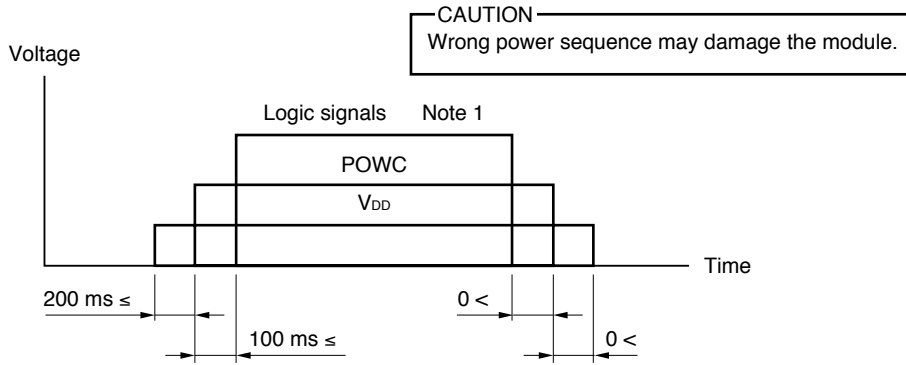 CAUTION
Wrong power sequence may damage the module.
Voltage
Logic signals Note 1
POWC
VDD
Time
200 ms ≤
0 <
100 ms ≤
0 <